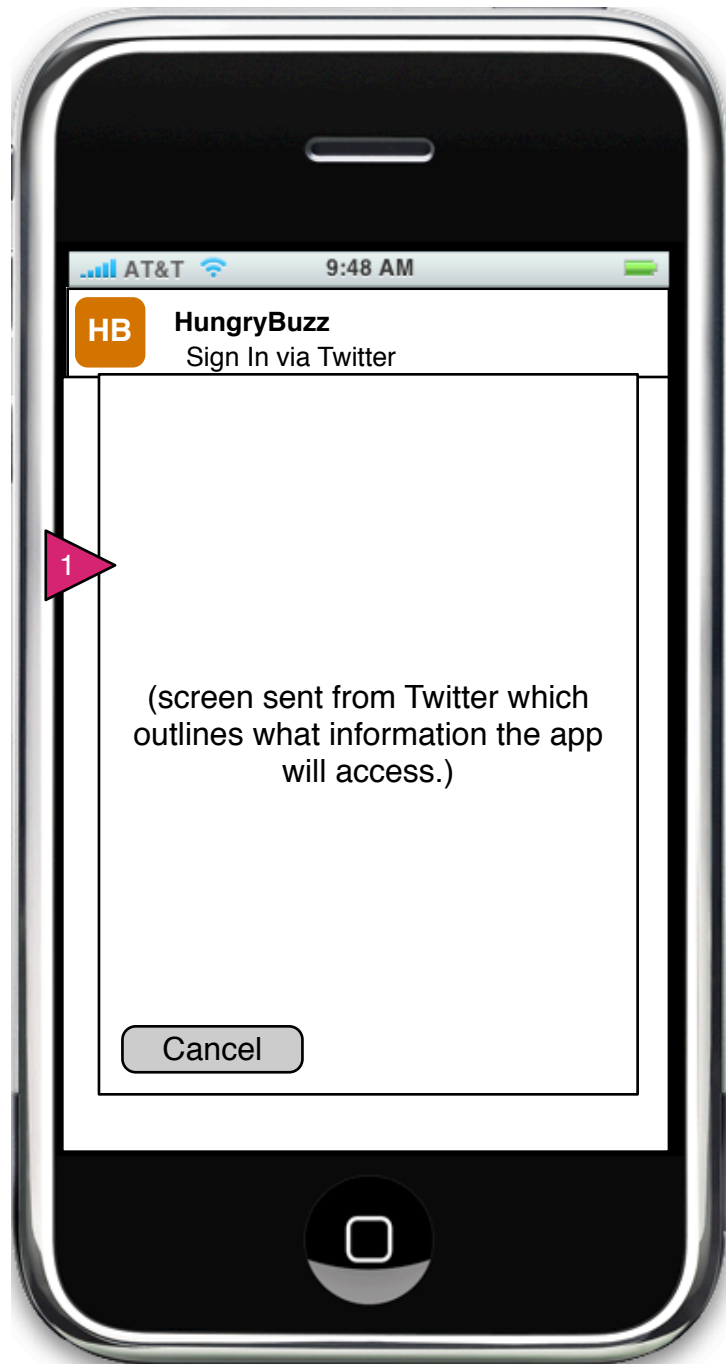 AT&T 9:48 AM
HB HungryBuzz
Sign In via Twitter
1
(screen sent from Twitter which
outlines what information the app
will access.)
Cancel